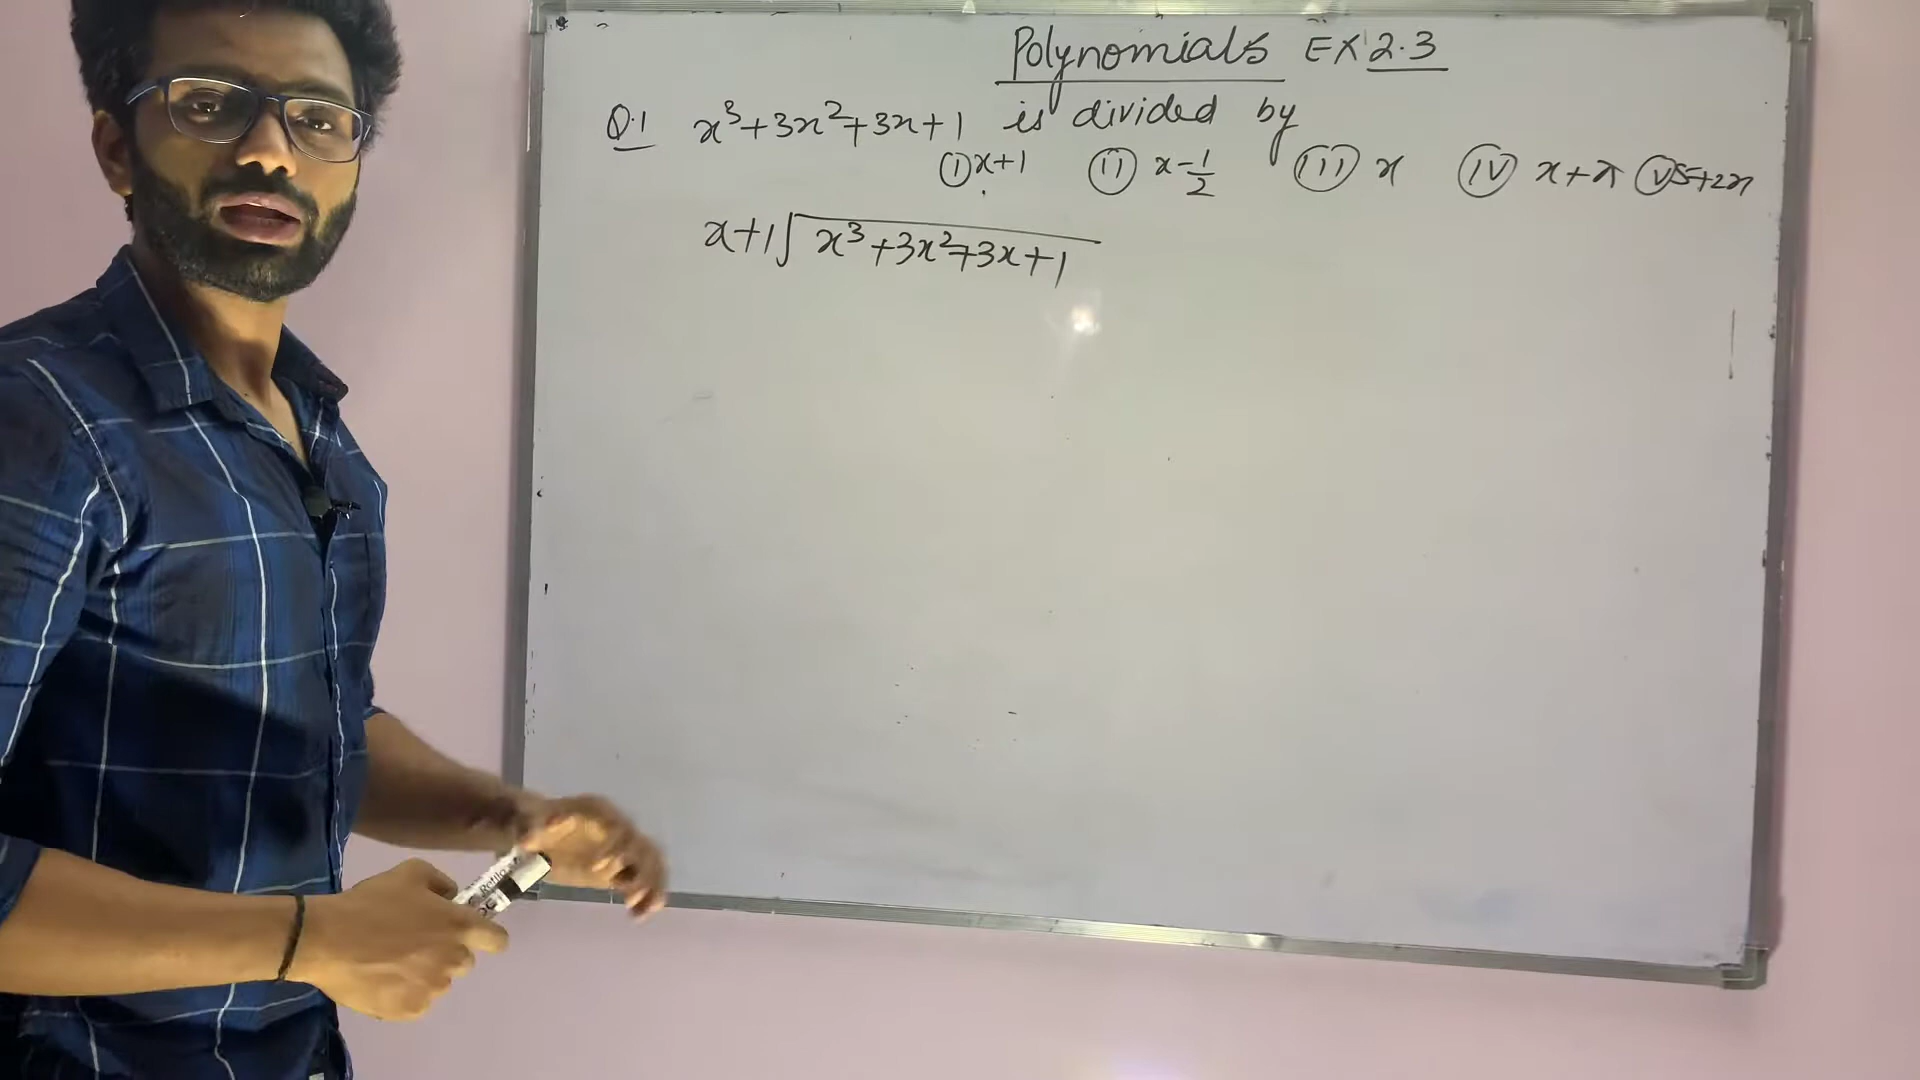 Polynomials EX 2.3
Q.1 x³+3x²+3x+1 is divided by
(i) x+1 (ii) x-1/2 (iii) x (iv) x+π (v) 5+2x
x+1 ⟌ x³+3x²+3x+1